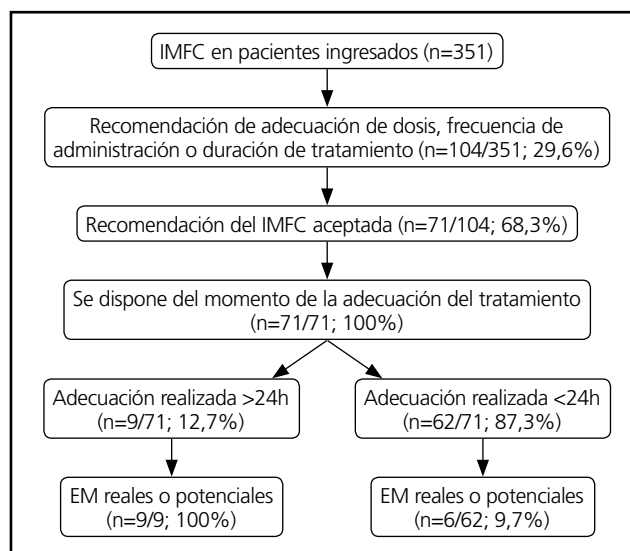 IMFC en pacientes ingresados (n=351)
Recomendación de adecuación de dosis, frecuencia de
administración o duración de tratamiento (n=104/351; 29,6%)
Recomendación del IMFC aceptada (n=71/104; 68,3%)
Se dispone del momento de la adecuación del tratamiento
(n=71/71; 100%)
Adecuación realizada >24h
(n=9/71; 12,7%)
Adecuación realizada <24h
(n=62/71; 87,3%)
EM reales o potenciales
(n=9/9; 100%)
EM reales o potenciales
(n=6/62; 9,7%)